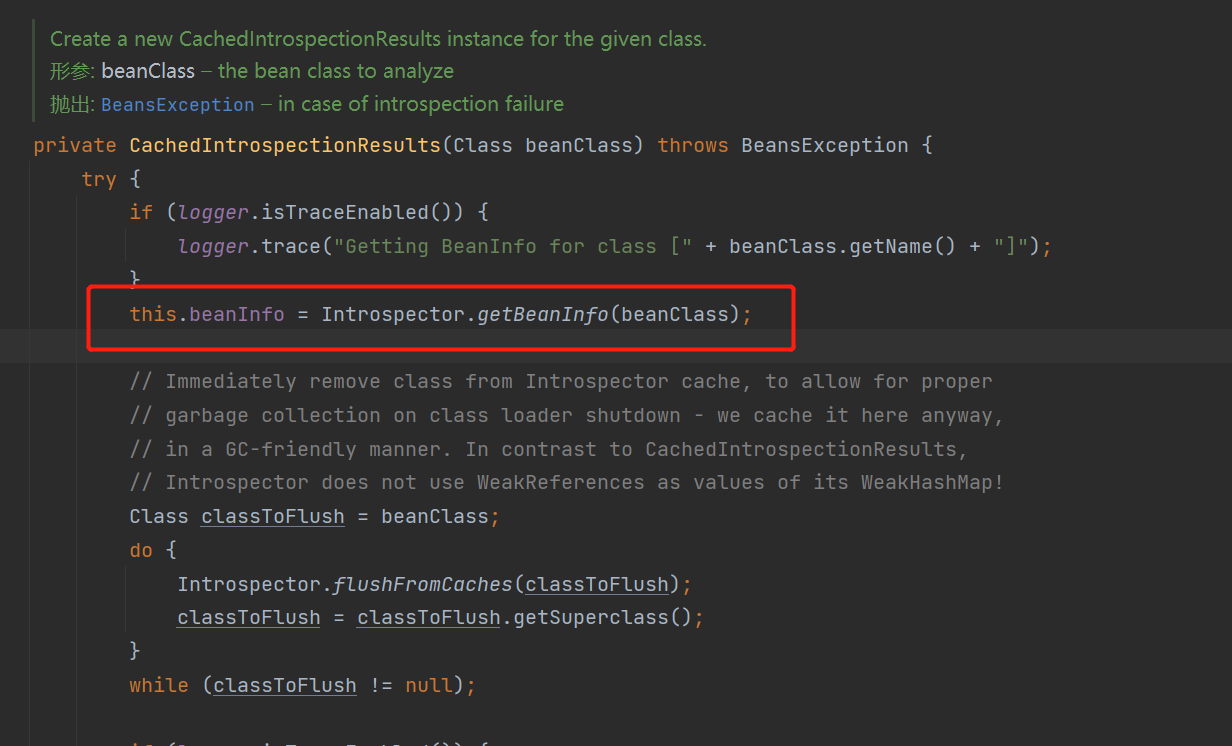 Create a new CachedIntrospectionResults instance for the given class.
形参: beanClass – the bean class to analyze
抛出: BeansException – in case of introspection failure
private CachedIntrospectionResults(Class beanClass) throws BeansException {
try {
if (logger.isTraceEnabled()) {
logger.trace("Getting BeanInfo for class [" + beanClass.getName() + "]");
}
this.beanInfo = Introspector.getBeanInfo(beanClass);
// Immediately remove class from Introspector cache, to allow for proper
// garbage collection on class loader shutdown - we cache it here anyway,
// in a GC-friendly manner. In contrast to CachedIntrospectionResults,
// Introspector does not use WeakReferences as values of its WeakHashMap!
Class classToFlush = beanClass;
do {
Introspector.flushFromCaches(classToFlush);
classToFlush = classToFlush.getSuperclass();
}
while (classToFlush != null);